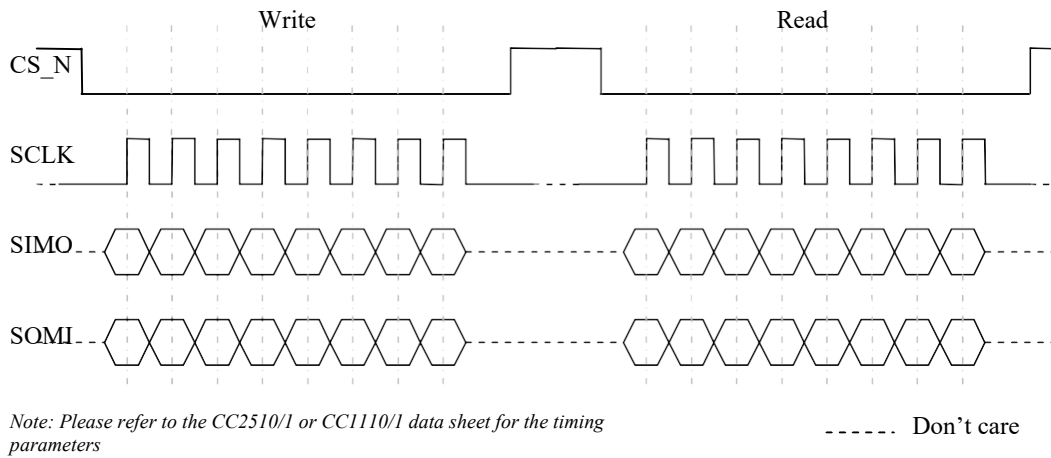 Write Read
CS_N
SCLK
SIMO
SOMI
Note: Please refer to the CC2510/1 or CC1110/1 data sheet for the timing
parameters
Don't care